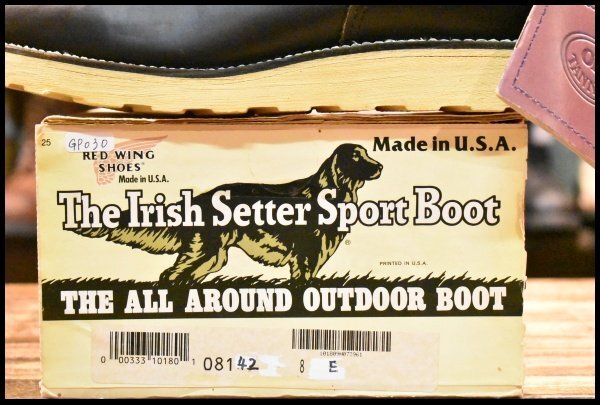 25
GP030
RED WING
SHOES
Made in U.S.A.
Made in U.S.A.
The Irish Setter Sport Boot
®
PRINTED IN U.S.A.
THE ALL AROUND OUTDOOR BOOT
0 00333 10180 1
08142
8 E